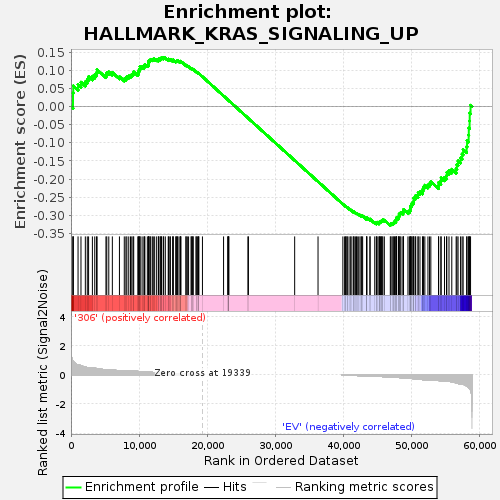 Enrichment plot:
HALLMARK_KRAS_SIGNALING_UP
Enrichment score (ES)
0.15
0.10
0.05
0.00
-0.05
-0.10
-0.15
-0.20
-0.25
-0.30
-0.35
Ranked list metric (Signal2Noise)
'306' (positively correlated)
4
2
0
-2
-4
Zero cross at 19339
'EV' (negatively correlated)
0
10,000
20,000
30,000
40,000
50,000
60,000
Rank in Ordered Dataset
Enrichment profile
Hits
Ranking metric scores